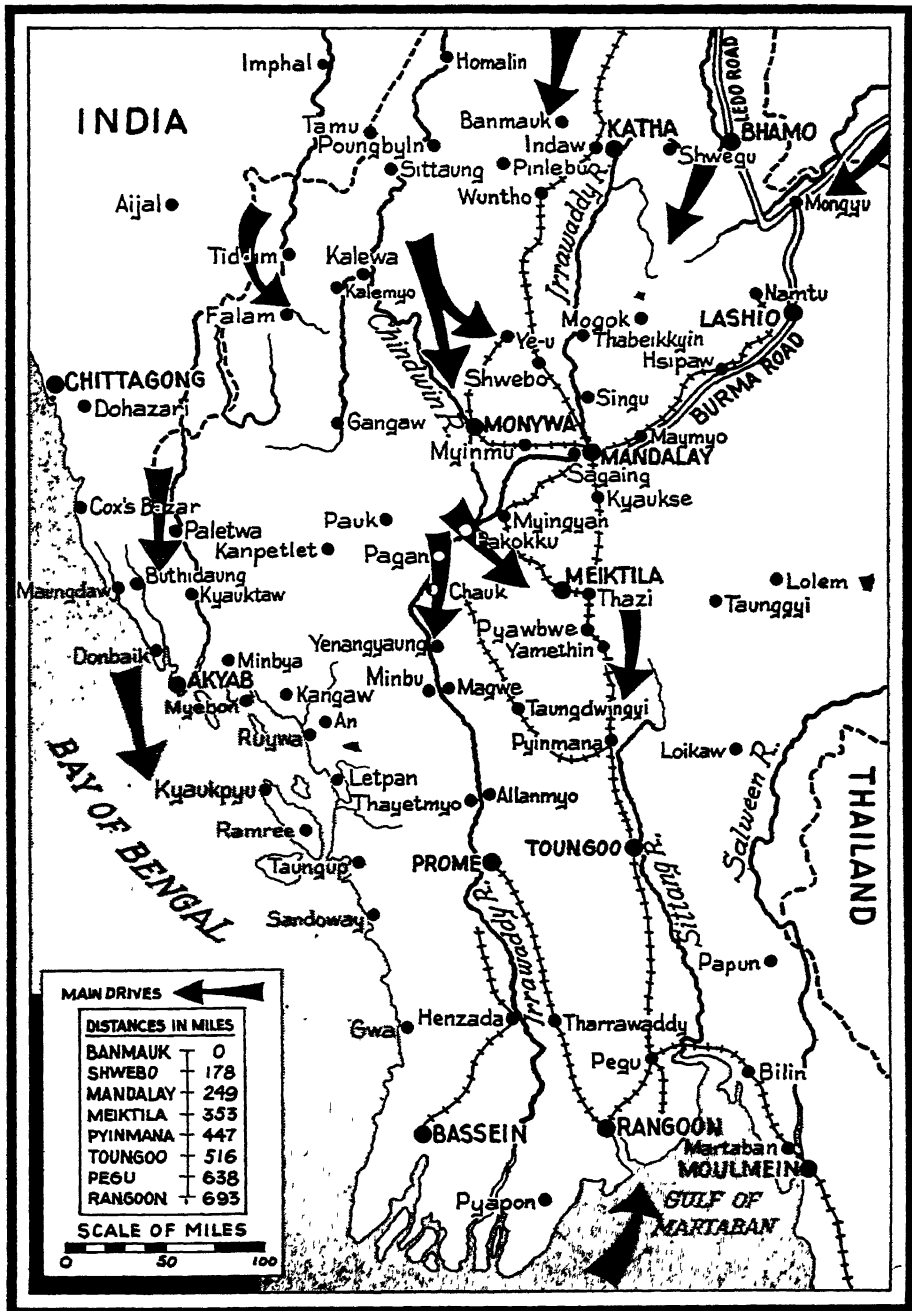 Imphal
Homalin
LEDO ROAD
INDIA
Banmauk
Tamu
KATHA
BHAMO
Poungbyin
Indaw
Shwegu
Sittaung
Pinlebu
Wuntho
Aijal
Mongyu
Irrawaddy R.
Tiddim
Kalewa
Kalemyo
Namtu
Falam
Mogok
LASHIO
Chindwin R.
Ye-u
Thabeikkyin
Hsipaw
Shwebo
BURMA ROAD
CHITTAGONG
Dohazari
Singu
Gangaw
MONYWA
Maymyo
Myinmu
MANDALAY
Sagaing
Kyaukse
Cox's Bazar
Pauk
Myingyan
Paletwa
Pakokku
Kanpetlet
Pagan
Buthidaung
MEIKTILA
Lolem
Maungdaw
Kyauktaw
Chauk
Thazi
Taunggyi
Pyawbwe
Yenangyaung
Yamethin
Donbaik
Minbya
AKYAB
Minbu
Magwe
Kangaw
Myebon
Taungdwingyi
An
Ruywa
Pyinmana
Loikaw
Salween R.
BAY OF BENGAL
THAILAND
Letpan
Kyaukpyu
Thayetmyo
Allanmyo
Ramree
TOUNGOO
Taungup
PROME
Sittang R.
Irrawaddy R.
Sandoway
Papun
MAIN DRIVES
DISTANCES IN MILES
BANMAUK 0
SHWEBO 178
MANDALAY 249
MEIKTILA 353
PYINMANA 447
TOUNGOO 516
PEGU 638
RANGOON 693
SCALE OF MILES
0 50 100
Gwa
Henzada
Tharrawaddy
Pegu
Bilin
BASSEIN
RANGOON
Martaban
MOULMEIN
Pyapon
GULF OF
MARTABAN